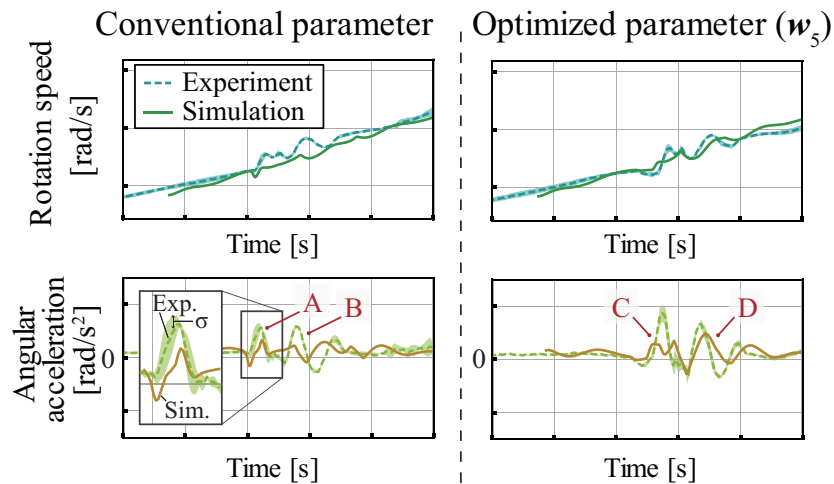 Conventional parameter
Optimized parameter (w₅)
Rotation speed
[rad/s]
Experiment
Simulation
Time [s]
Time [s]
Angular
acceleration
[rad/s²]
0
Exp.
σ
Sim.
A
B
0
C
D
Time [s]
Time [s]